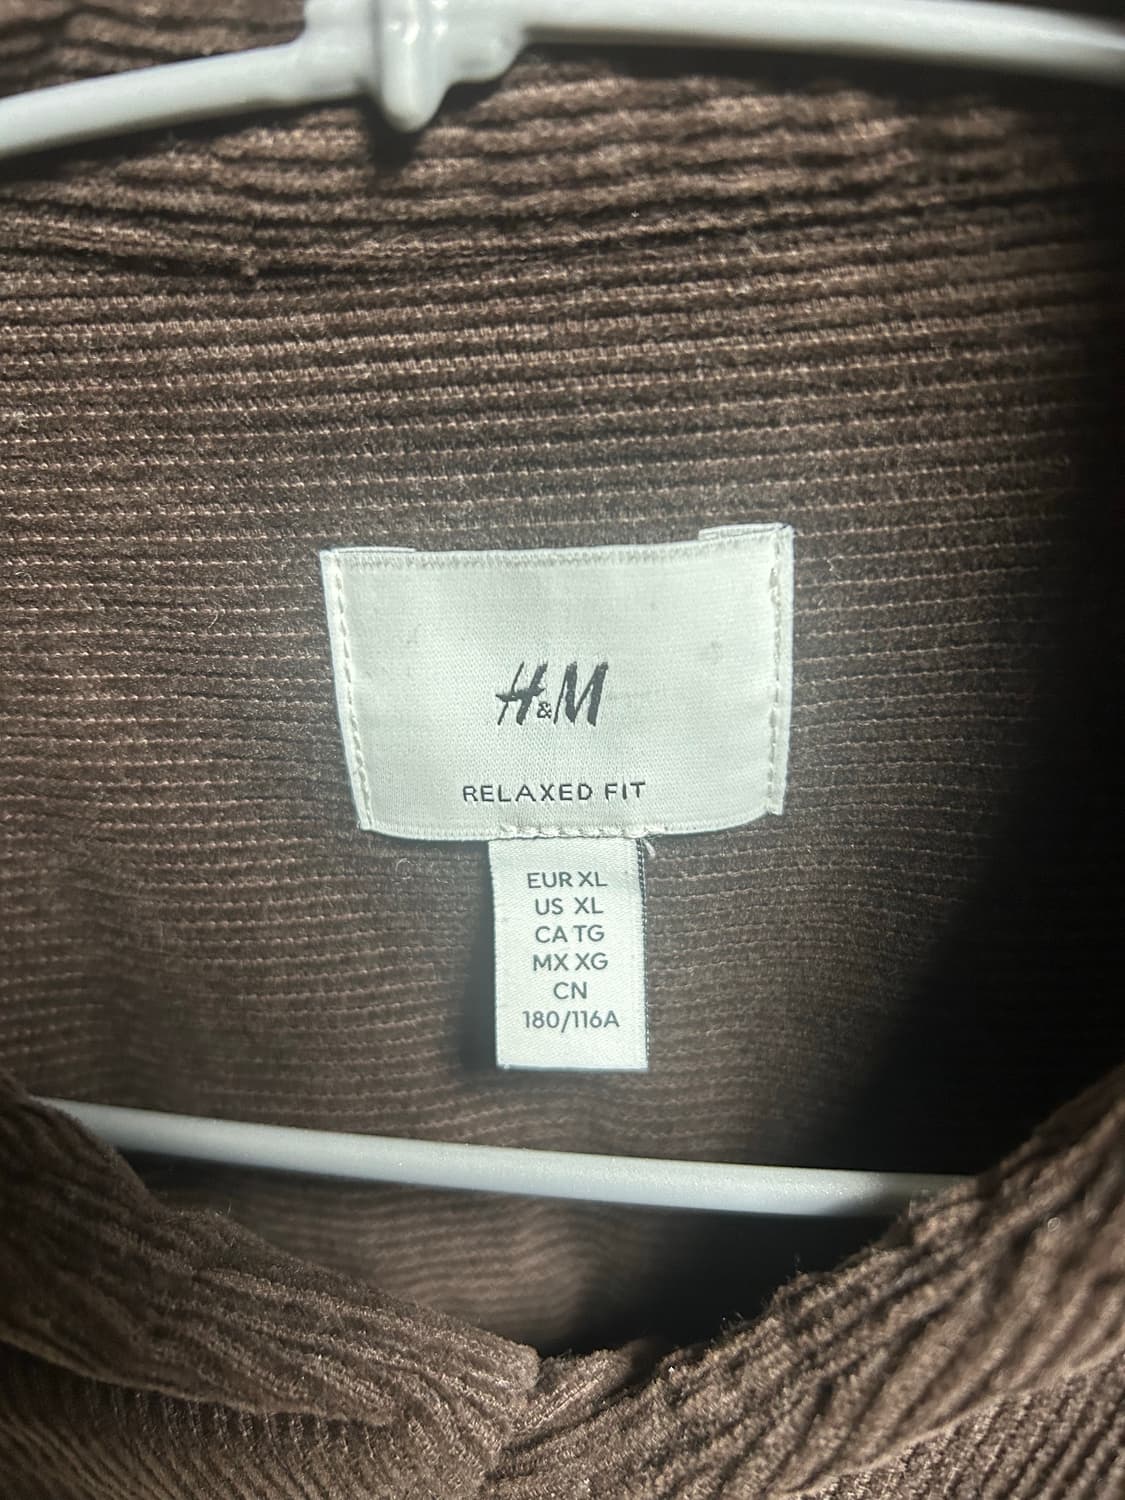 H&M
RELAXED FIT
EUR XL
US XL
CA TG
MX XG
CN
180/116A